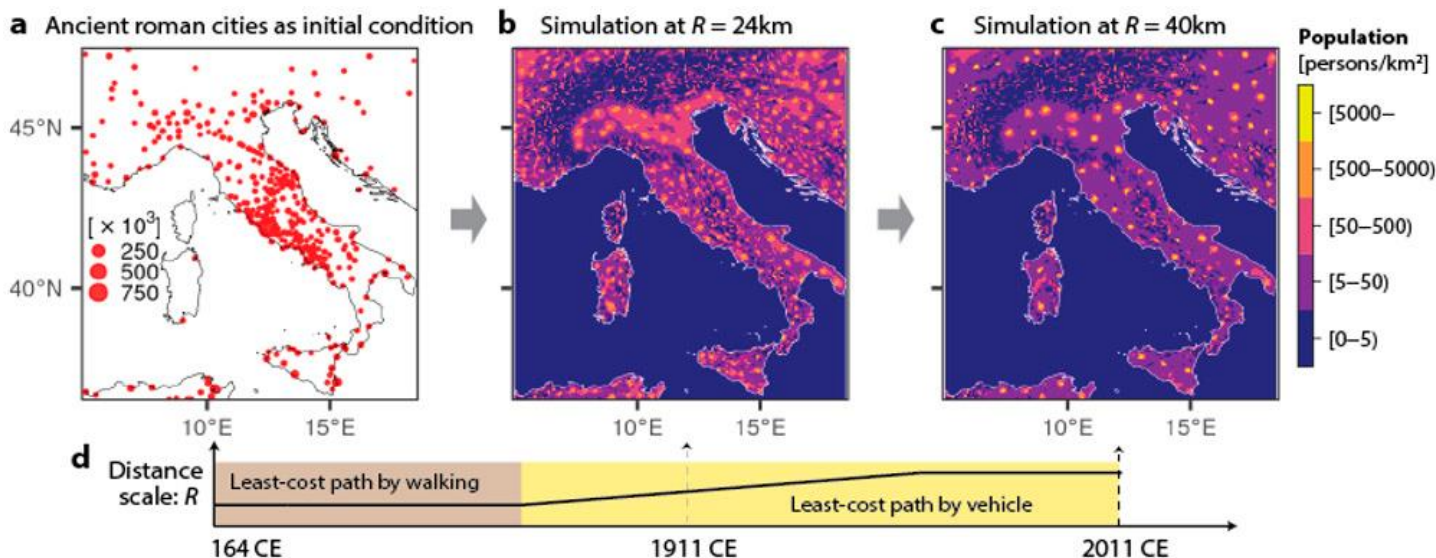 a Ancient roman cities as initial condition
b Simulation at R = 24km
c Simulation at R = 40km
Population
[persons/km²]
[5000–
[500–5000)
[50–500)
[5–50)
[0–5)
45°N
40°N
[ × 10³]
250
500
750
10°E 15°E
10°E 15°E
10°E 15°E
d
Distance
scale: R
Least-cost path by walking
Least-cost path by vehicle
164 CE 1911 CE 2011 CE